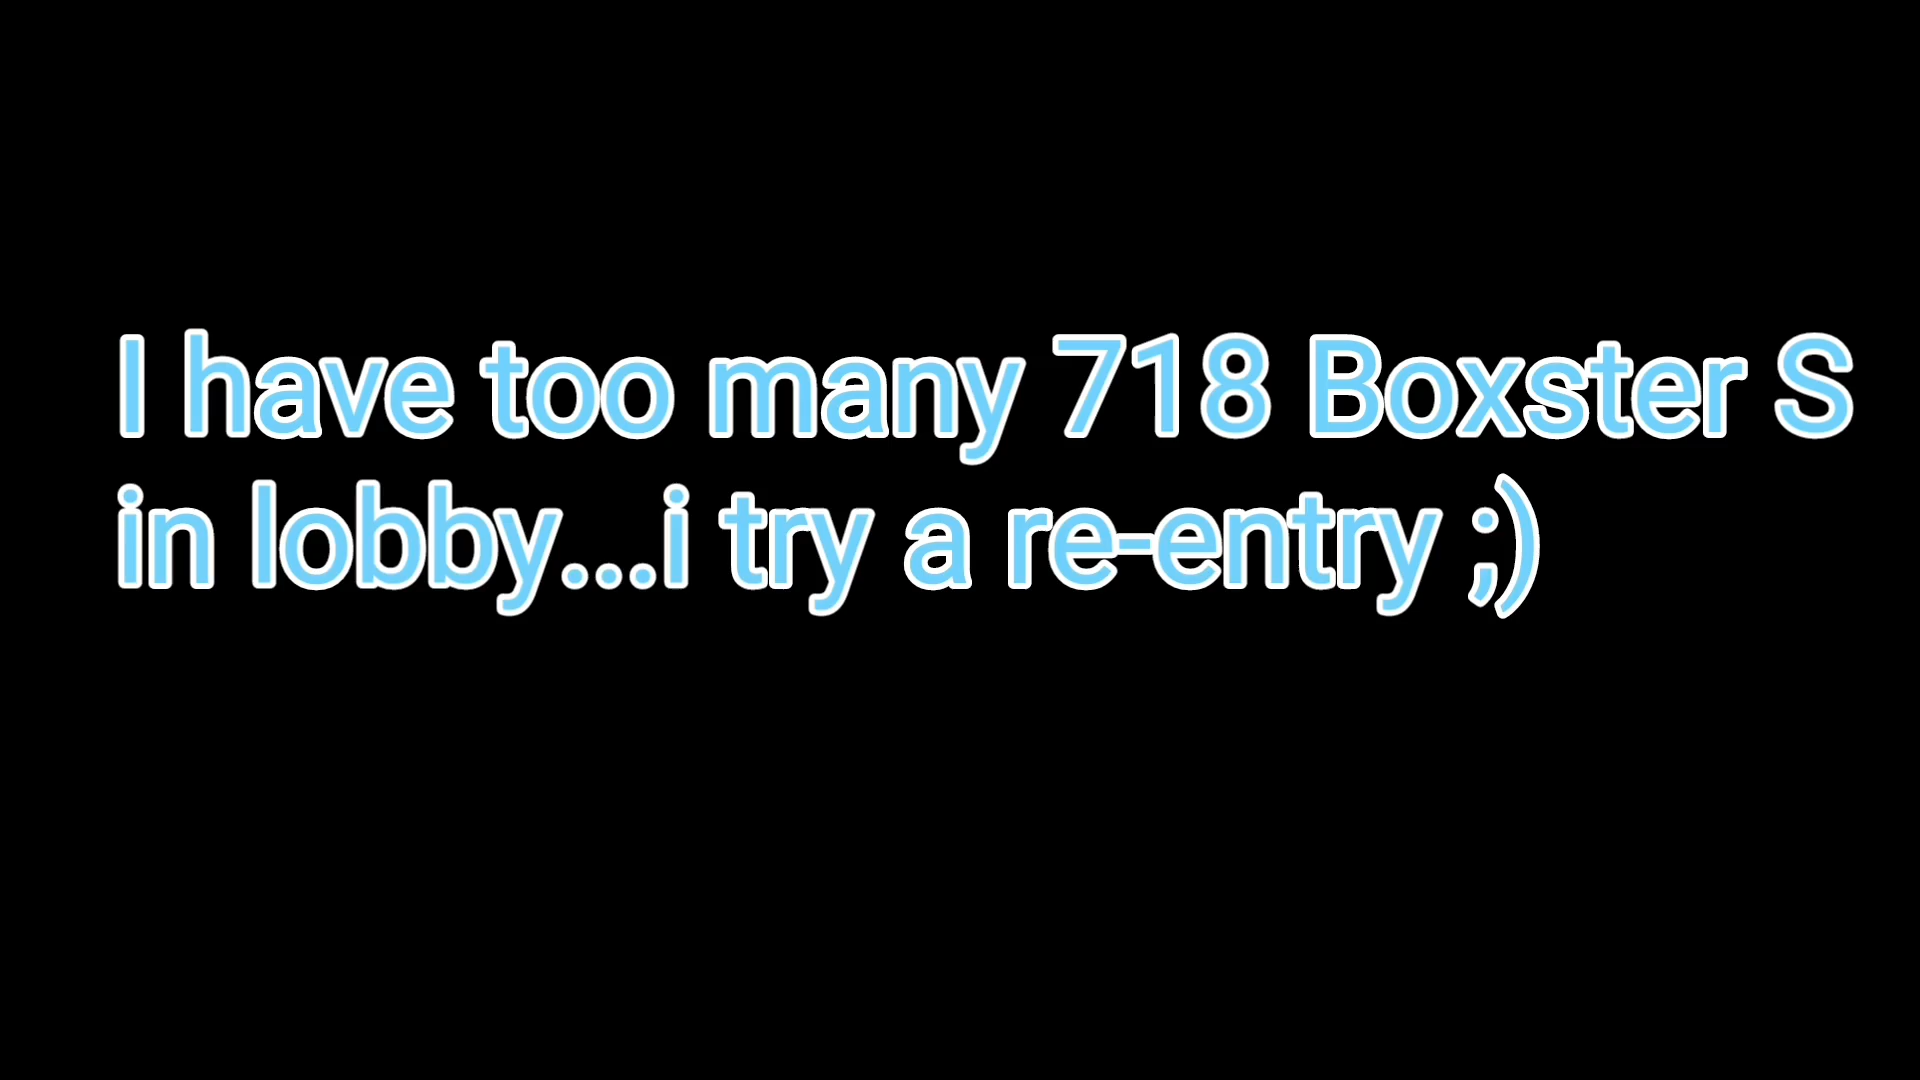 I have too many 718 Boxster S
in lobby...i try a re-entry ;)